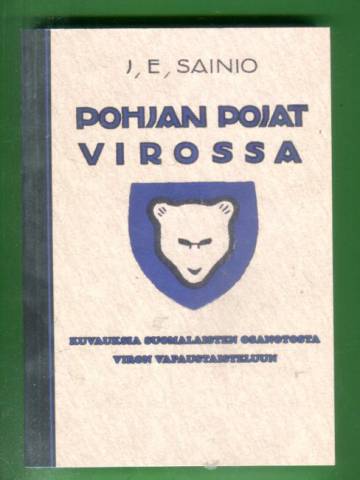 J, E, SAINIO
POHJAN POJAT
VIROSSA
KUVAUKSIA SUOMALAISTEN OSANOTOSTA
VIRON VAPAUSTAISTELUUN